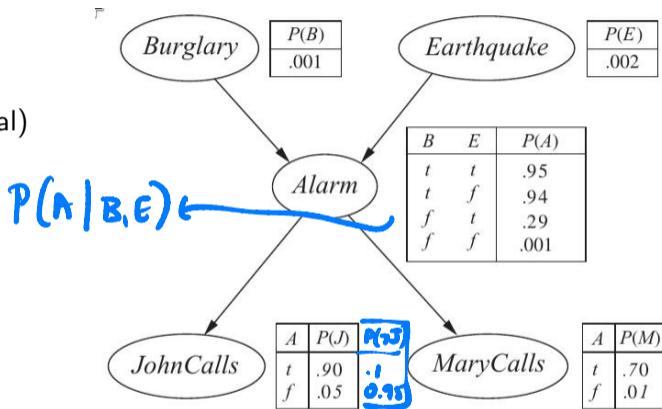 Burglary
P(B)
.001
Earthquake
P(E)
.002
al)
B E P(A)
t t .95
t f .94
f t .29
f f .001
Alarm
P(A|B,E)
A P(J) P(¬J)
t .90 .1
f .05 0.95
JohnCalls
MaryCalls
A P(M)
t .70
f .01